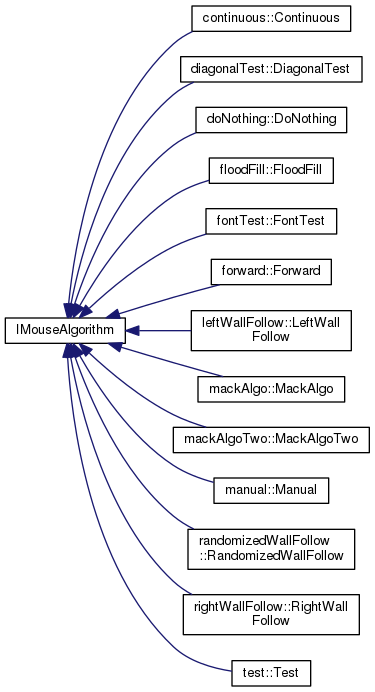 continuous::Continuous
diagonalTest::DiagonalTest
doNothing::DoNothing
floodFill::FloodFill
fontTest::FontTest
forward::Forward
IMouseAlgorithm
leftWallFollow::LeftWall
Follow
mackAlgo::MackAlgo
mackAlgoTwo::MackAlgoTwo
manual::Manual
randomizedWallFollow
::RandomizedWallFollow
rightWallFollow::RightWall
Follow
test::Test